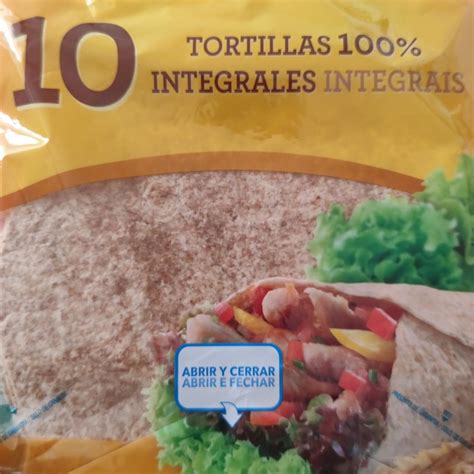 10
TORTILLAS 100%
INTEGRALES INTEGRAIS
ABRIR Y CERRAR
ABRIR E FECHAR